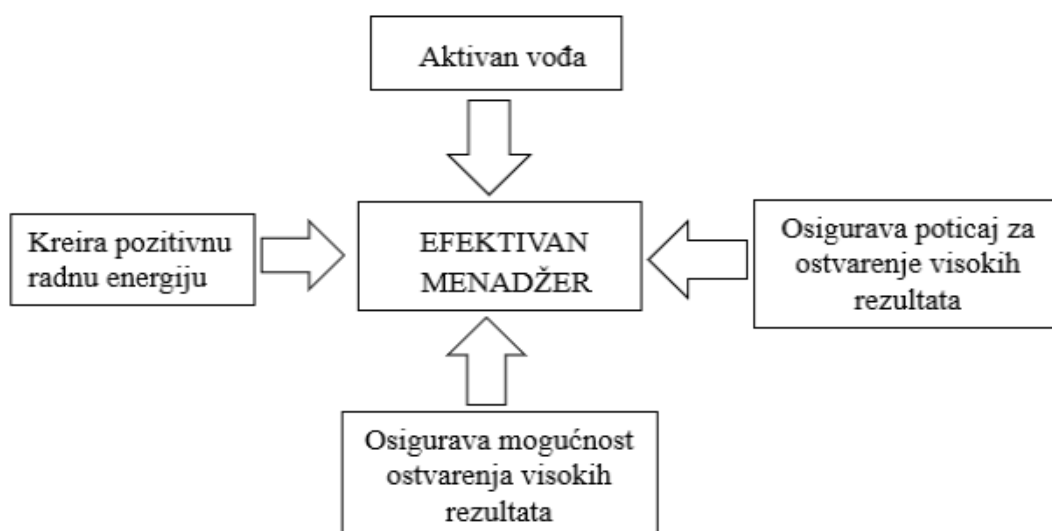 Aktivan vođa
Kreira pozitivnu
radnu energiju
EFEKTIVAN
MENADŽER
Osigurava poticaj za
ostvarenje visokih
rezultata
Osigurava mogućnost
ostvarenja visokih
rezultata